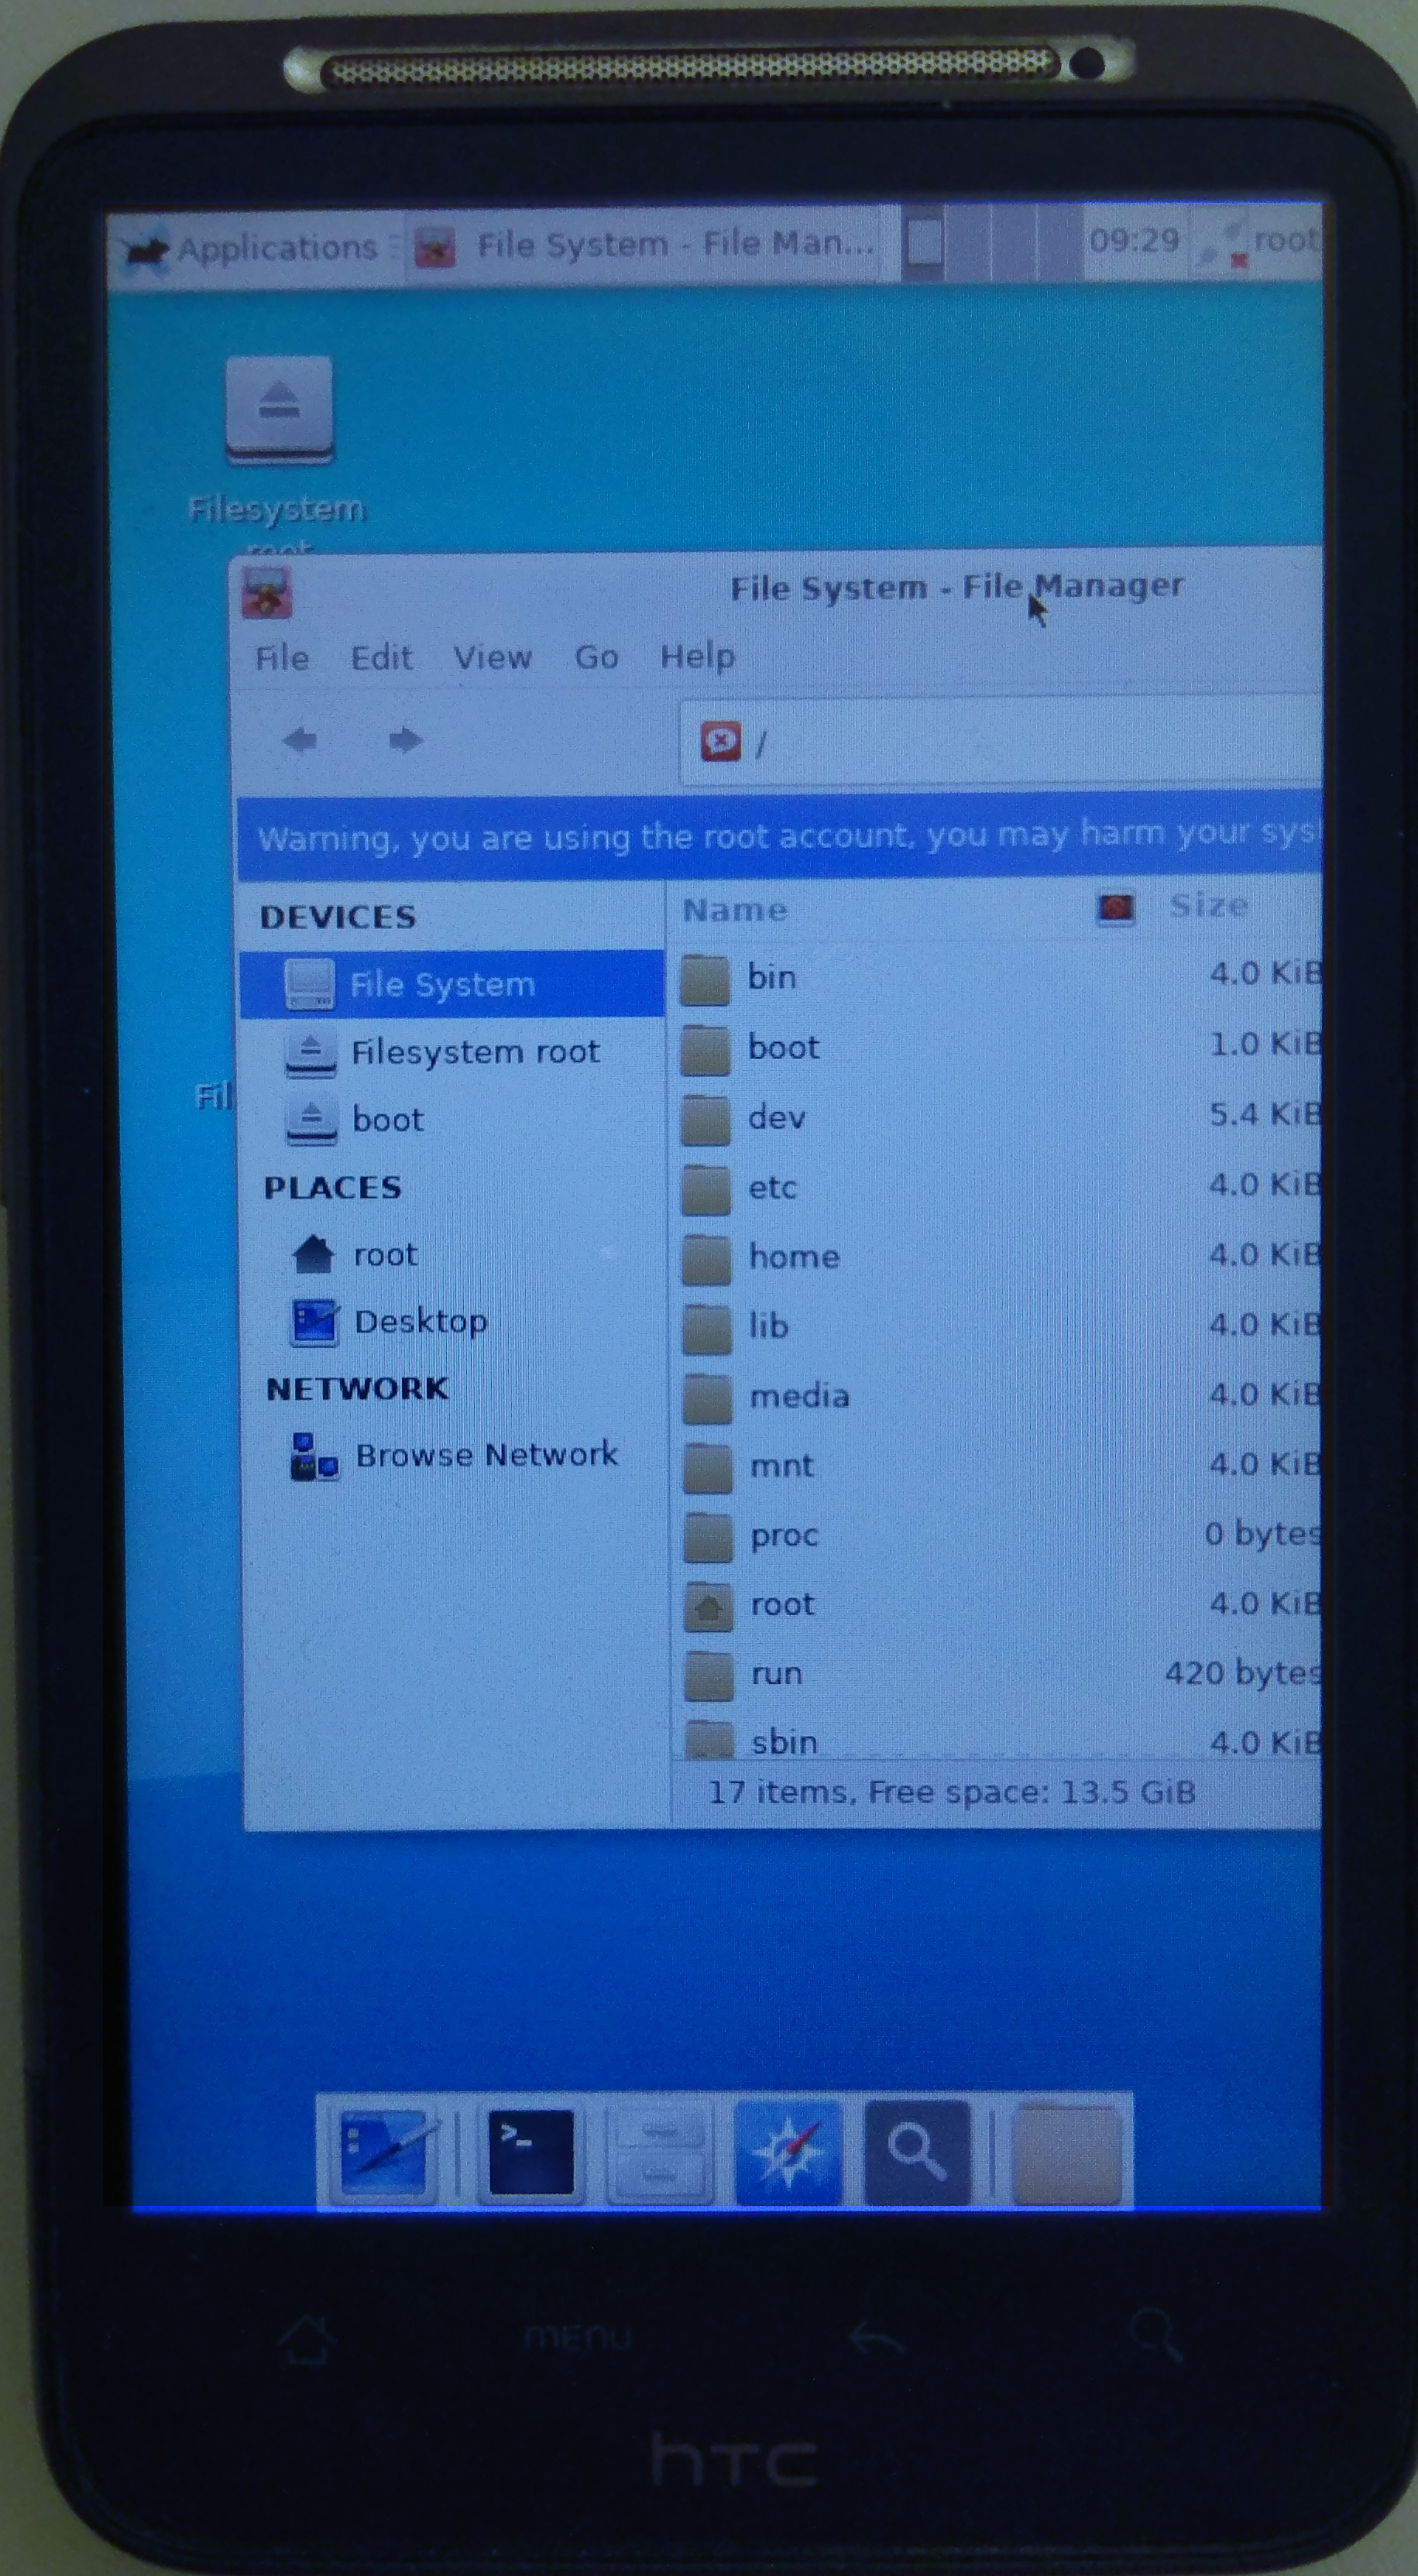 Applications
File System - File Man...
09:29
root
Filesystem
root
File System - File Manager
File Edit View Go Help
/
Warning, you are using the root account, you may harm your sys
DEVICES
File System
Filesystem root
boot
PLACES
root
Desktop
NETWORK
Browse Network
Name Size
bin 4.0 KiB
boot 1.0 KiB
dev 5.4 KiB
etc 4.0 KiB
home 4.0 KiB
lib 4.0 KiB
media 4.0 KiB
mnt 4.0 KiB
proc 0 bytes
root 4.0 KiB
run 420 bytes
sbin 4.0 KiB
17 items, Free space: 13.5 GiB
Fil
>_
menu
hTC